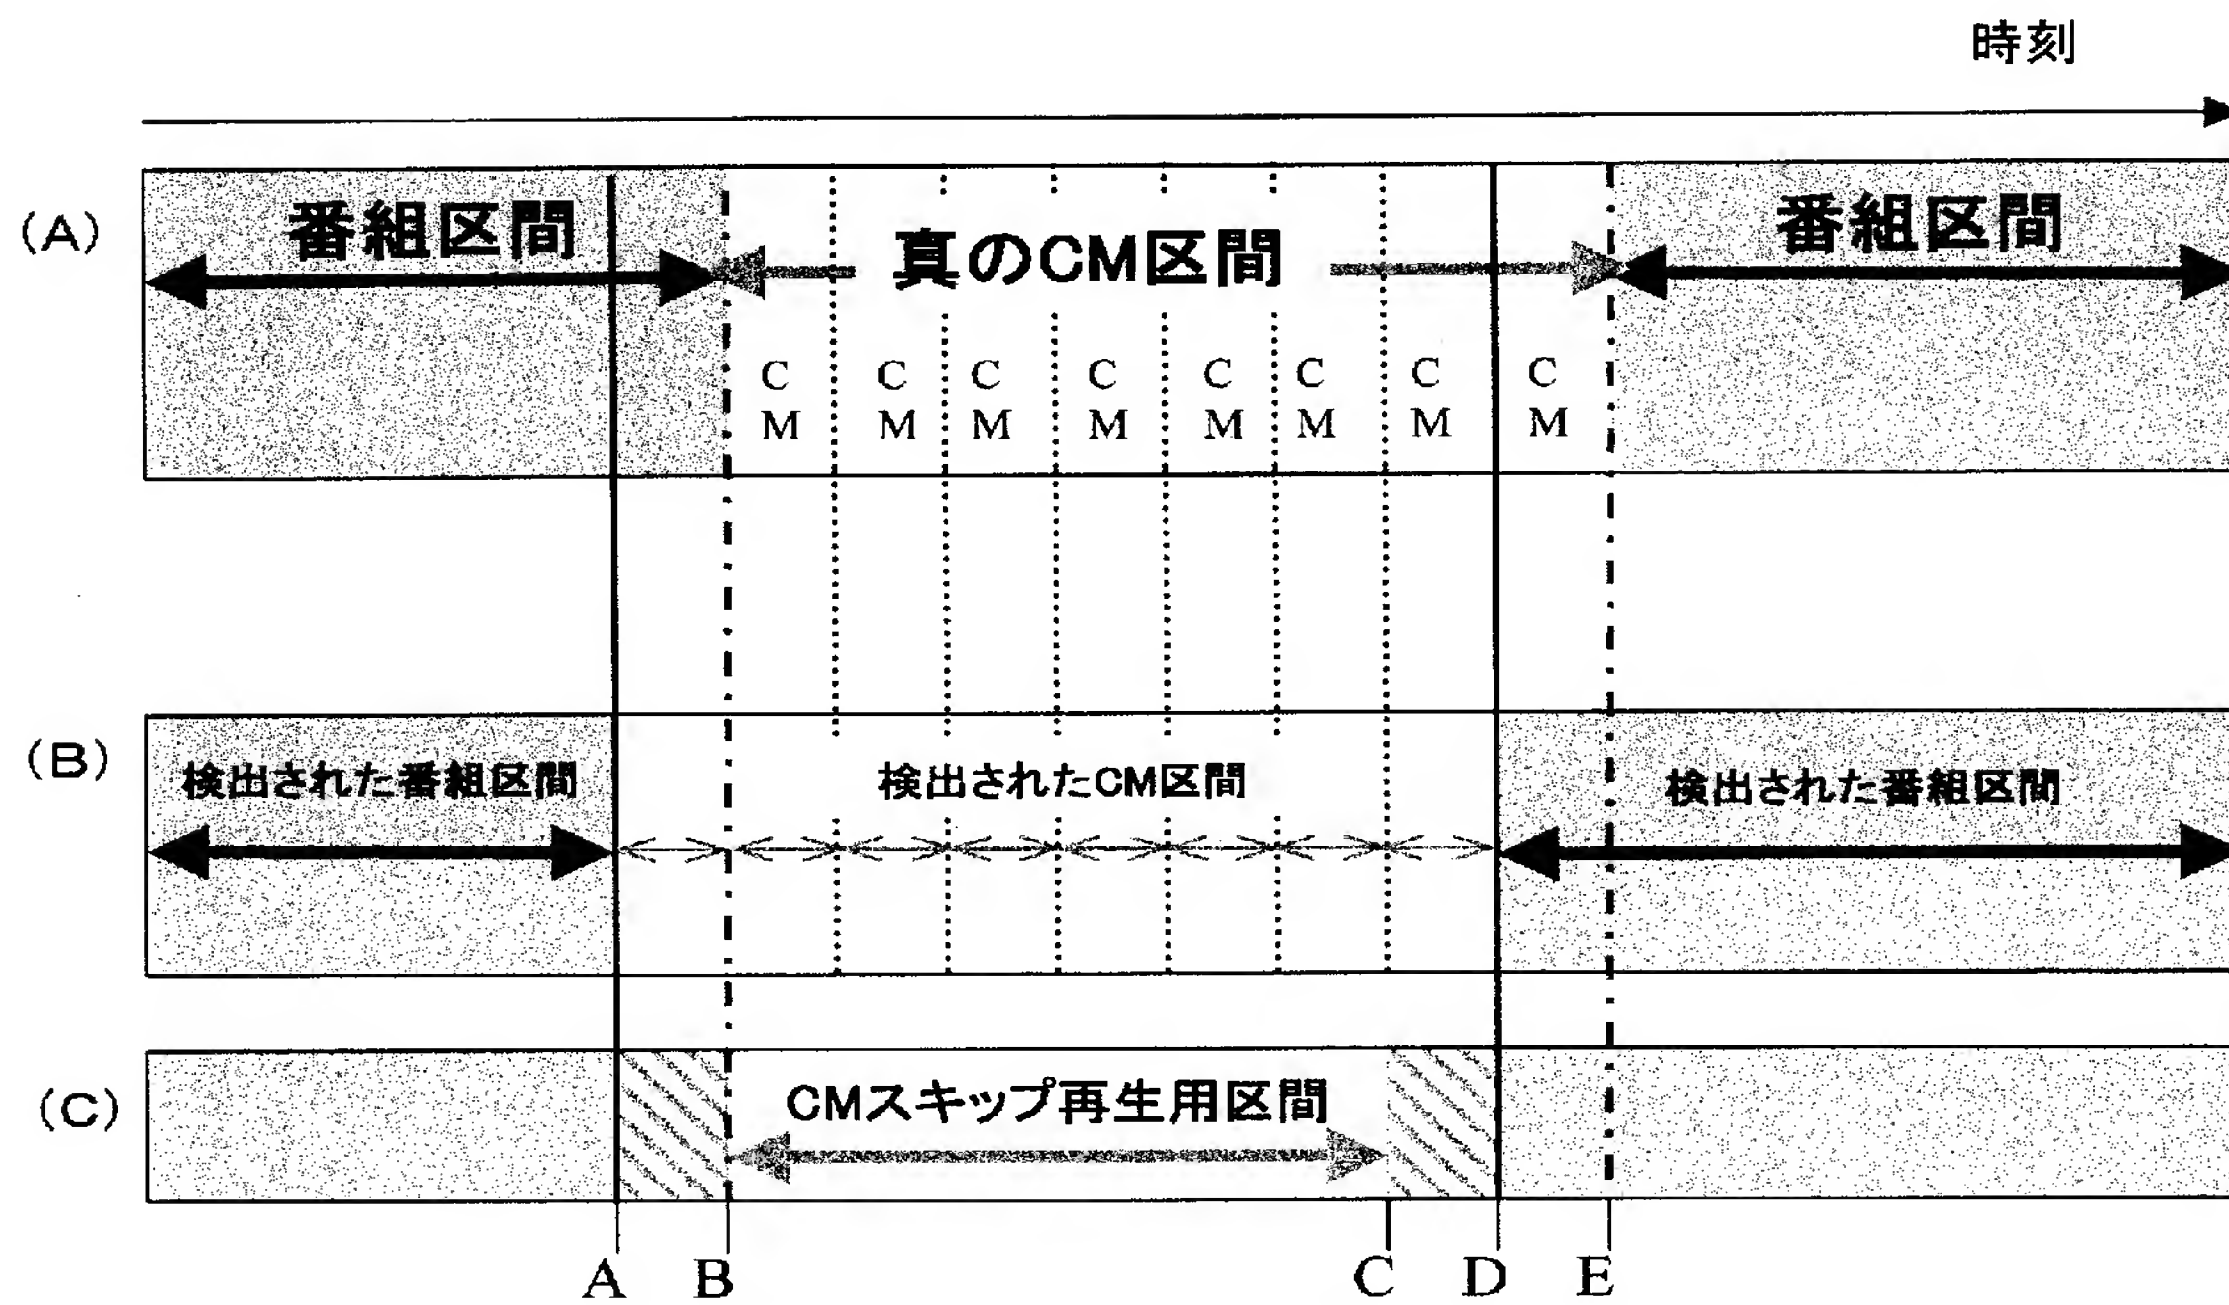 時刻
(A)
番組区間
真のCM区間
番組区間
C C C C C C C C
M M M M M M M M
(B)
検出された番組区間
検出されたCM区間
検出された番組区間
(C)
CMスキップ再生用区間
A B C D E